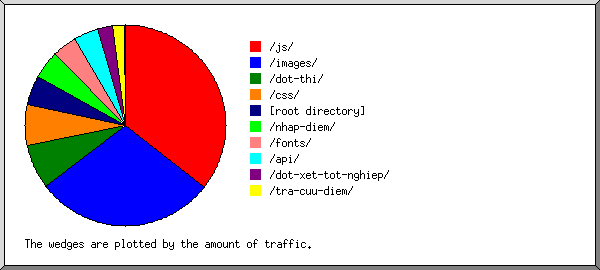 /js/
/images/
/dot-thi/
/css/
[root directory]
/nhap-diem/
/fonts/
/api/
/dot-xet-tot-nghiep/
/tra-cuu-diem/
The wedges are plotted by the amount of traffic.